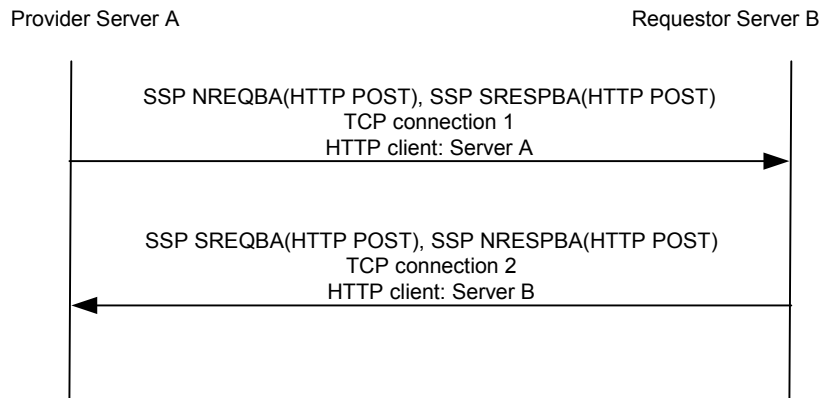 Provider Server A
Requestor Server B
SSP NREQBA(HTTP POST), SSP SRESPBA(HTTP POST)
TCP connection 1
HTTP client: Server A
SSP SREQBA(HTTP POST), SSP NRESPBA(HTTP POST)
TCP connection 2
HTTP client: Server B